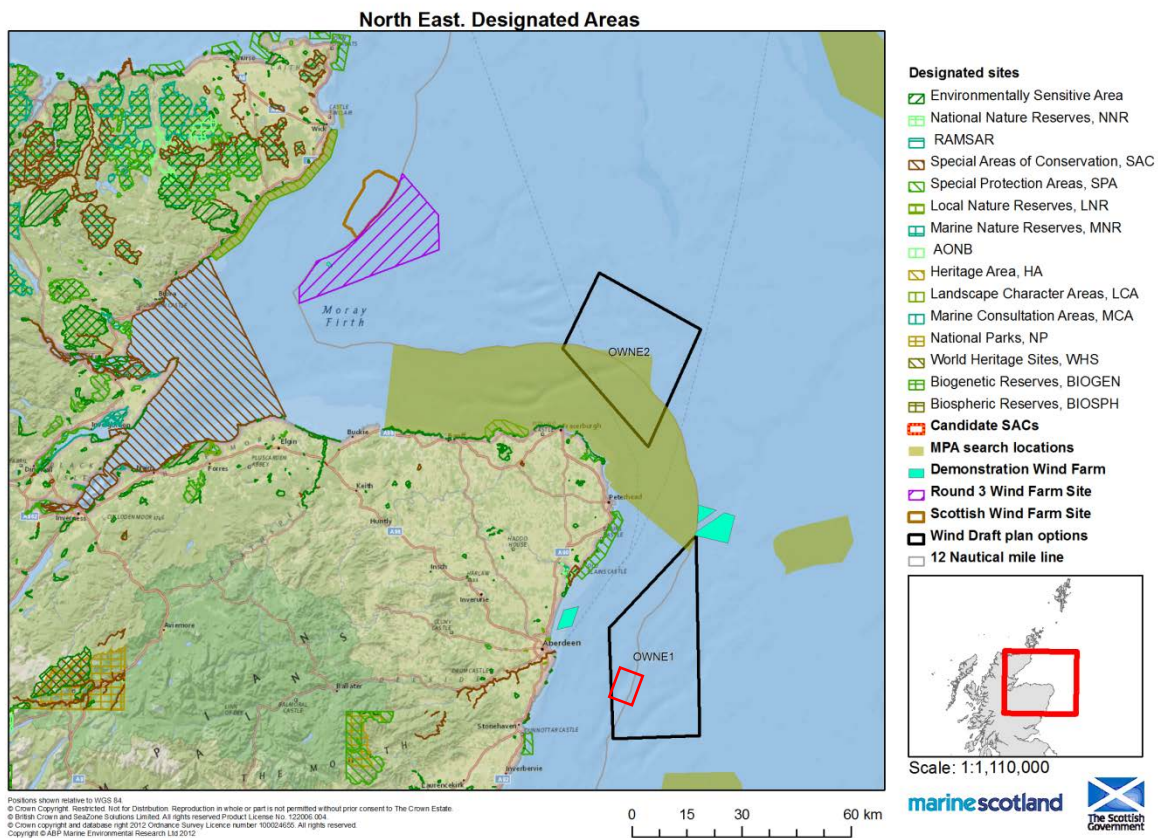 North East. Designated Areas
Wick
Moray
Firth
OWNE2
Buckie
Elgin
Forres
Keith
Huntly
Peterhead
Inverness
Insch
Inverurie
Aviemore
Aberdeen
OWNE1
Ballater
Stonehaven
Inverbervie
Laurencekirk
Designated sites
Environmentally Sensitive Area
National Nature Reserves, NNR
RAMSAR
Special Areas of Conservation, SAC
Special Protection Areas, SPA
Local Nature Reserves, LNR
Marine Nature Reserves, MNR
AONB
Heritage Area, HA
Landscape Character Areas, LCA
Marine Consultation Areas, MCA
National Parks, NP
World Heritage Sites, WHS
Biogenetic Reserves, BIOGEN
Biospheric Reserves, BIOSPH
Candidate SACs
MPA search locations
Demonstration Wind Farm
Round 3 Wind Farm Site
Scottish Wind Farm Site
Wind Draft plan options
12 Nautical mile line
Scale: 1:1,110,000
marinescotland
The Scottish
Government
Positions shown relative to WGS 84.
© Crown Copyright. Restricted. Not for Distribution. Reproduction in whole or part is not permitted without prior consent to The Crown Estate.
© British Crown and SeaZone Solutions Limited. All rights reserved Product License No. 122006.004.
© Crown copyright and database right 2012 Ordnance Survey Licence number 100024655. All rights reserved.
Copyright © ABP Marine Environmental Research Ltd 2012
0 15 30 60 km